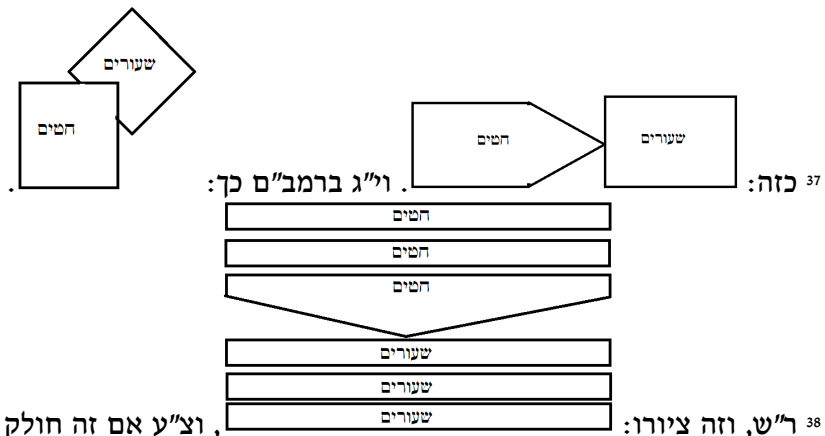 שעורים
חטים
37 כזה: חטים שעורים . וי״ג ברמב״ם כך: .
חטים
חטים
חטים
שעורים
שעורים
שעורים
38 ר״ש, וזה ציורו: , וצ״ע אם זה חולק